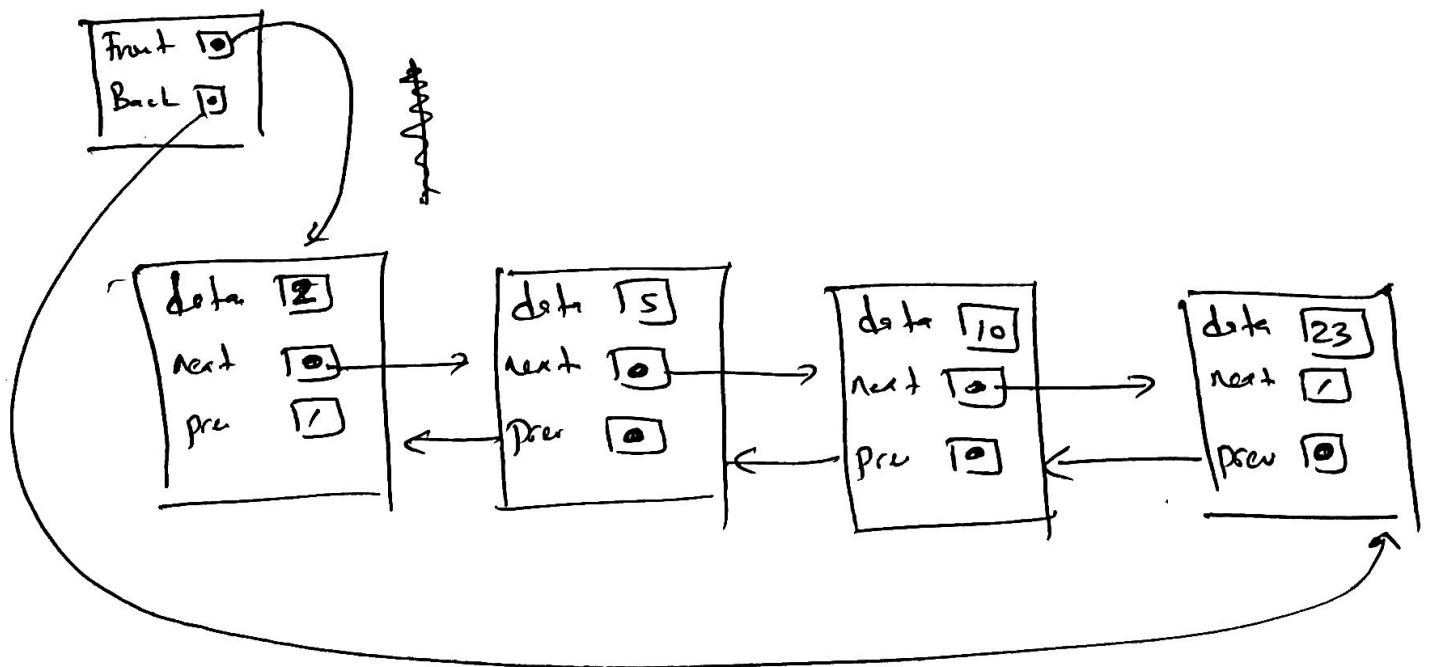 Front
Back
data 2
next
prev
data 5
next
prev
data 10
next
prev
data 23
next
prev